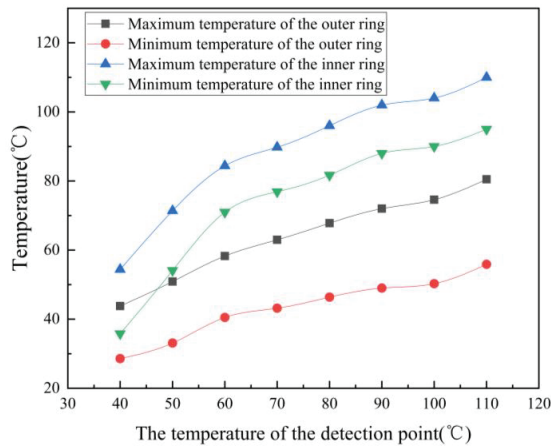 Maximum temperature of the outer ring
Minimum temperature of the outer ring
Maximum temperature of the inner ring
Minimum temperature of the inner ring
Temperature(℃)
120
100
80
60
40
20
30 40 50 60 70 80 90 100 110 120
The temperature of the detection point(℃)